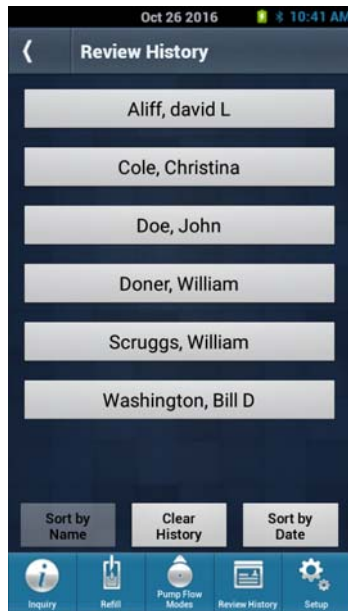 Oct 26 2016 10:41 AM
Review History
Aliff, david L
Cole, Christina
Doe, John
Doner, William
Scruggs, William
Washington, Bill D
Sort by
Name
Clear
History
Sort by
Date
Inquiry
Refill
Pump Flow
Modes
Review History
Setup